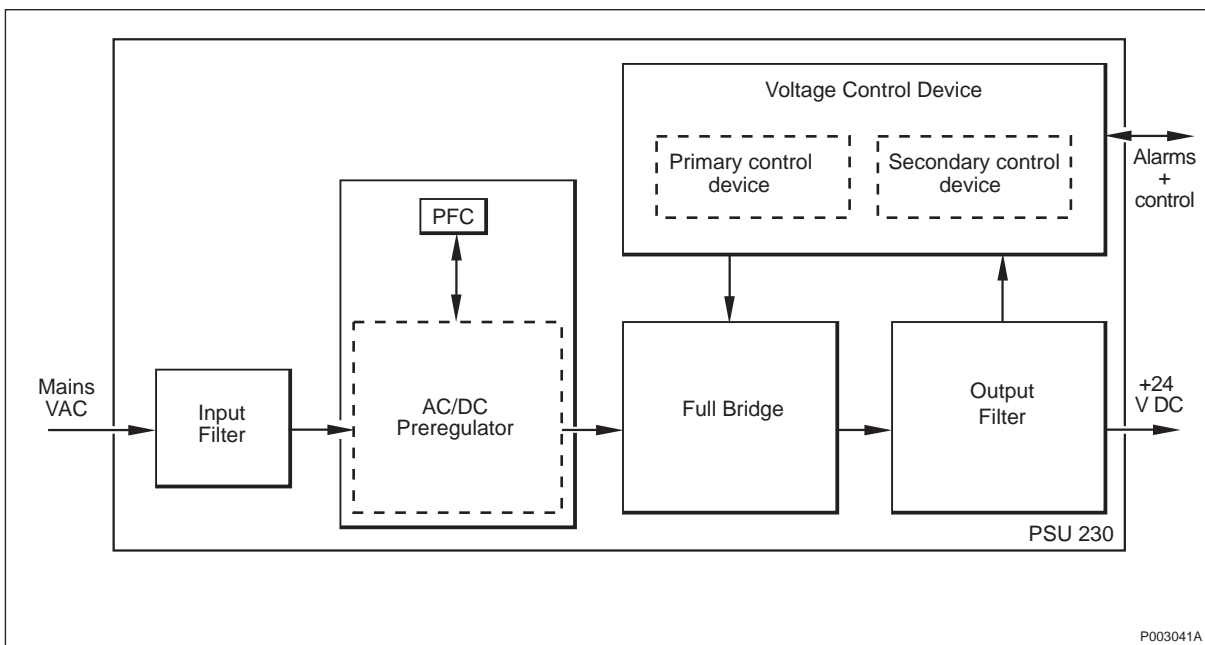 Voltage Control Device
Primary control
device
Secondary control
device
Alarms
+
control
PFC
Mains
VAC
Input
Filter
AC/DC
Preregulator
Full Bridge
Output
Filter
+24
V DC
PSU 230
P003041A